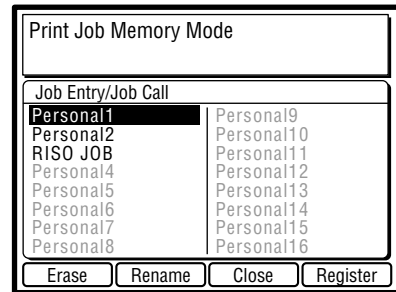 Print Job Memory Mode
Job Entry/Job Call
Personal1
Personal2
RISO JOB
Personal4
Personal5
Personal6
Personal7
Personal8
Personal9
Personal10
Personal11
Personal12
Personal13
Personal14
Personal15
Personal16
Erase Rename Close Register